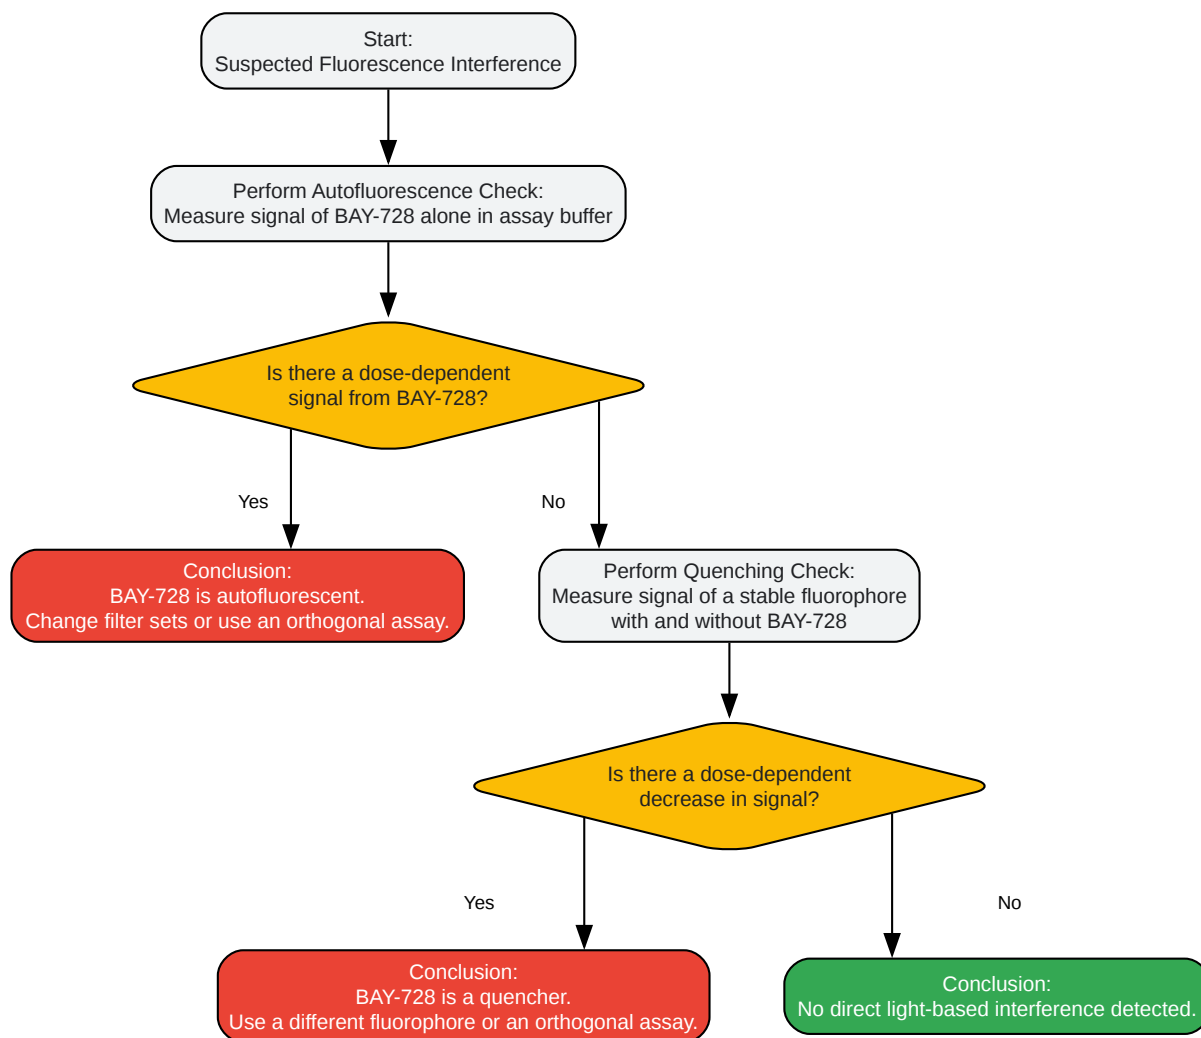 Start:
Suspected Fluorescence Interference
Perform Autofluorescence Check:
Measure signal of BAY-728 alone in assay buffer
Is there a dose-dependent
signal from BAY-728?
Yes
No
Conclusion:
BAY-728 is autofluorescent.
Change filter sets or use an orthogonal assay.
Perform Quenching Check:
Measure signal of a stable fluorophore
with and without BAY-728
Is there a dose-dependent
decrease in signal?
Yes
No
Conclusion:
BAY-728 is a quencher.
Use a different fluorophore or an orthogonal assay.
Conclusion:
No direct light-based interference detected.